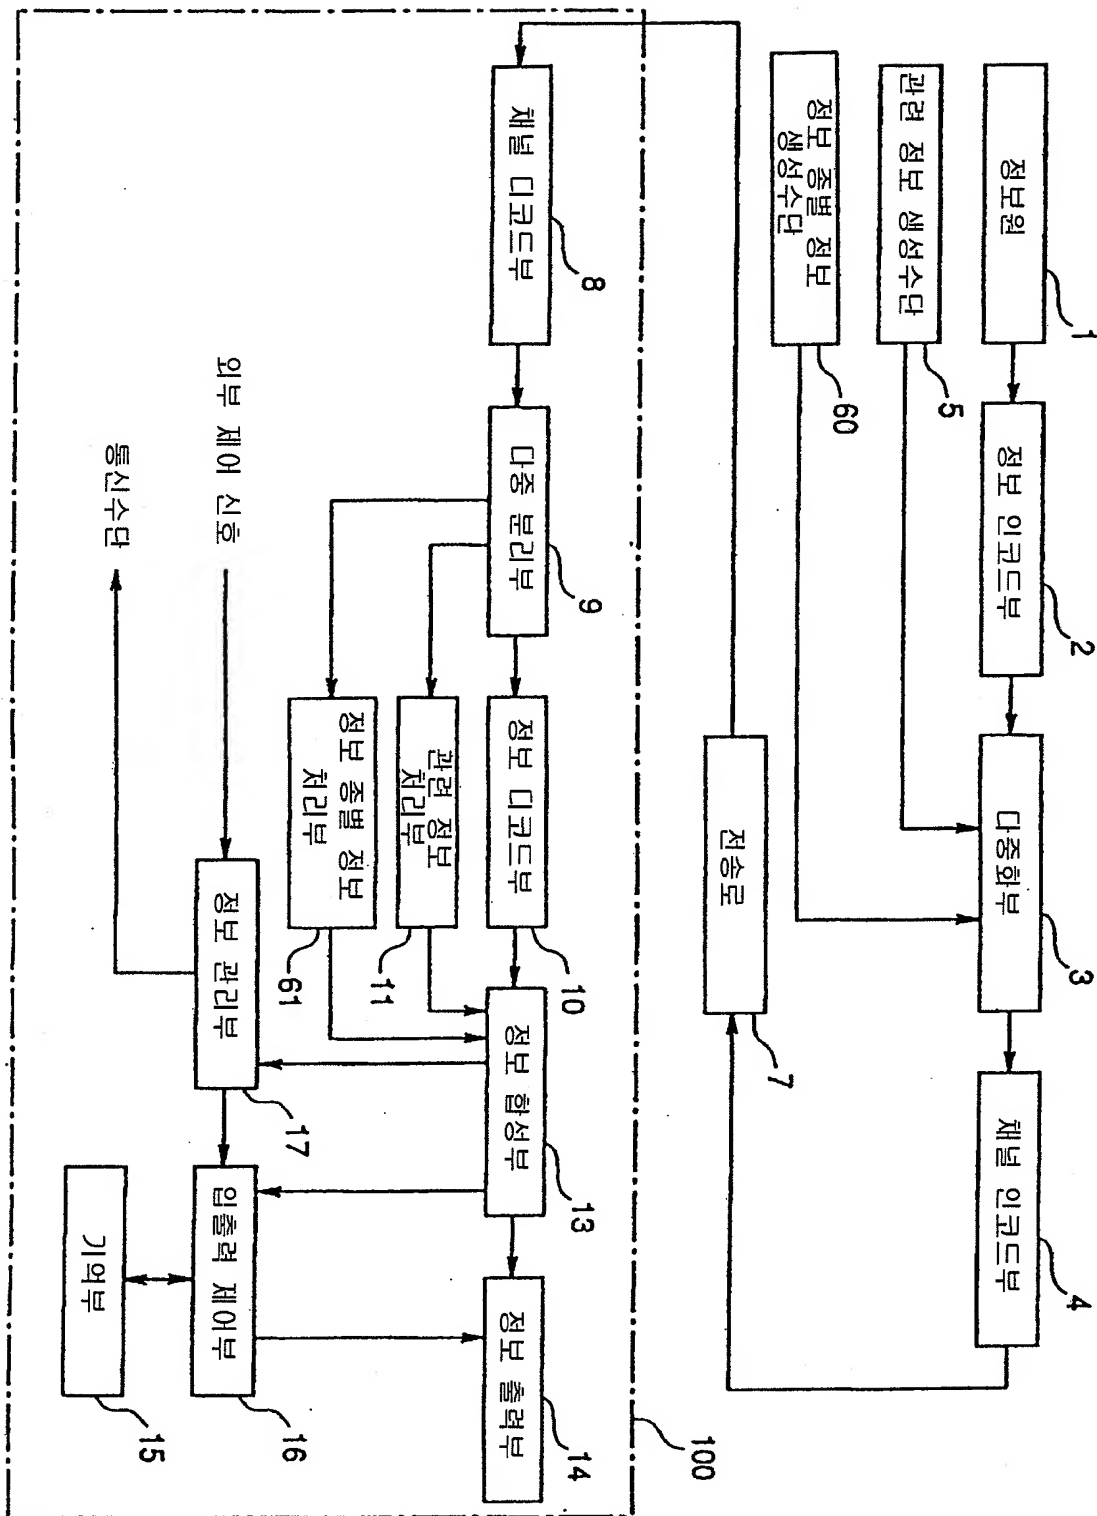 정보원
1
정보 인코드부
2
다중화부
3
채널 인코드부
4
관련 정보 생성수단
5
정보 종별 정보
생성수단
60
전송로
7
100
채널 디코드부
8
다중 분리부
9
정보 디코드부
10
정보 합성부
13
정보 출력부
14
관련 정보
처리부
11
정보 종별 정보
처리부
61
외부 제어 신호
정보 관리부
17
입출력 제어부
16
통신수단
기억부
15